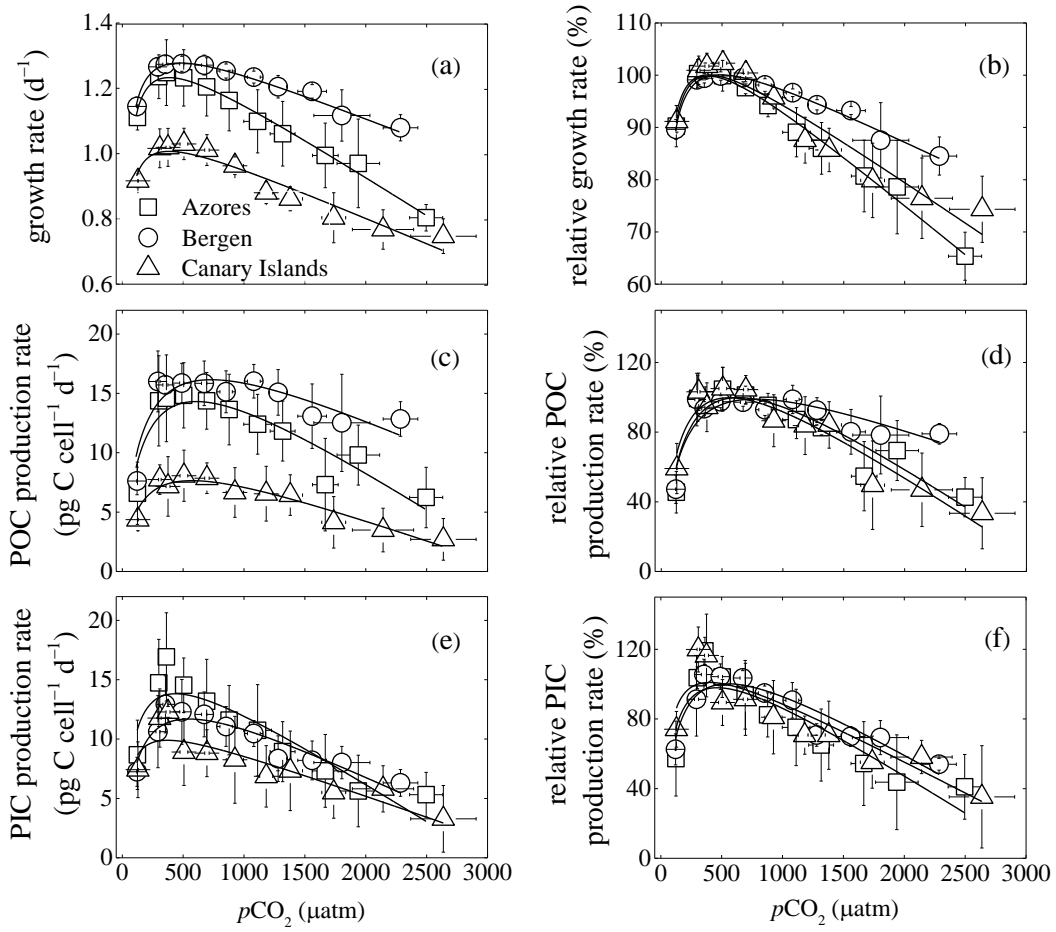 1.4
1.2
1.0
0.8
0.6
growth rate (d⁻¹)
(a)
Azores
Bergen
Canary Islands
110
100
90
80
70
60
relative growth rate (%)
(b)
20
15
10
5
0
POC production rate
(pg C cell⁻¹ d⁻¹)
(c)
120
80
40
0
relative POC
production rate (%)
(d)
20
15
10
5
0
PIC production rate
(pg C cell⁻¹ d⁻¹)
(e)
0 500 1000 1500 2000 2500 3000
pCO₂ (μatm)
120
80
40
0
relative PIC
production rate (%)
(f)
0 500 1000 1500 2000 2500 3000
pCO₂ (μatm)